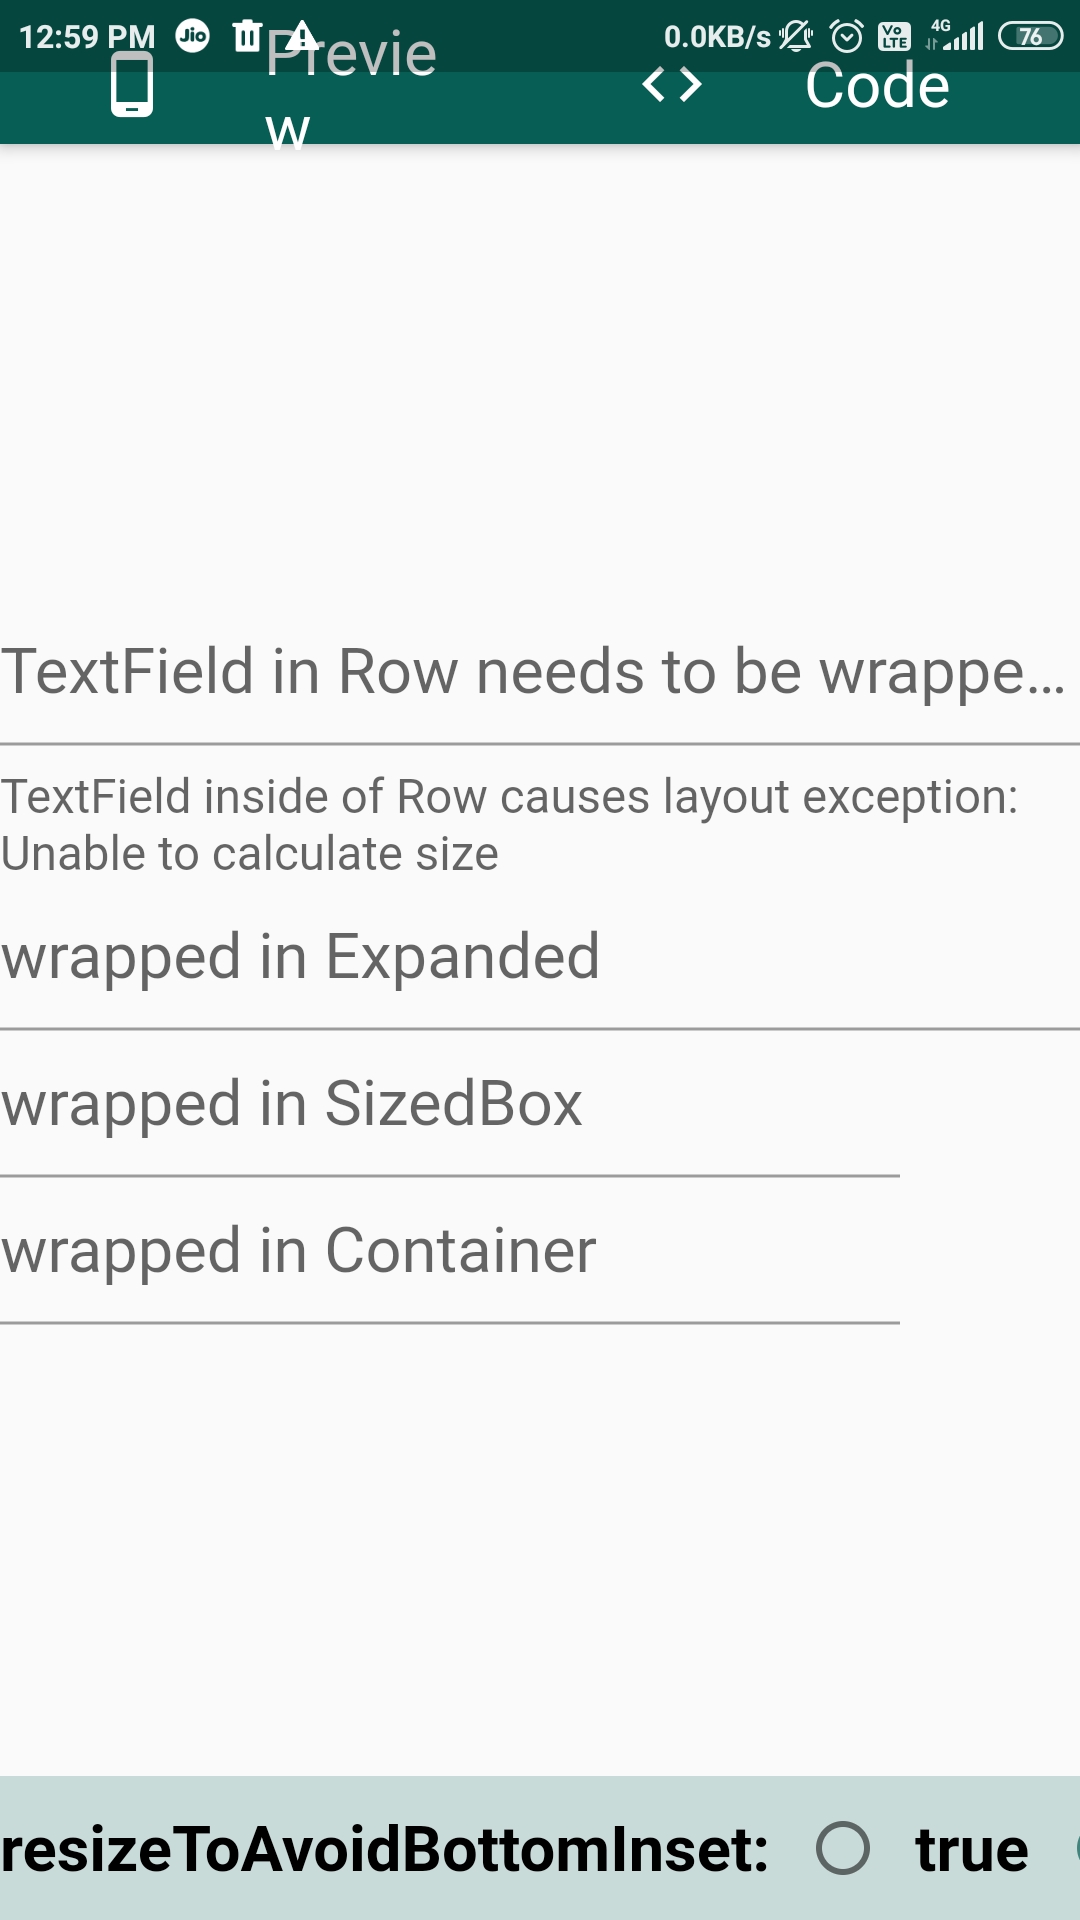 12:59 PM Jio 0.0KB/s Vo LTE 4G 76
Previe
w
Code
TextField in Row needs to be wrappe...
TextField inside of Row causes layout exception:
Unable to calculate size
wrapped in Expanded
wrapped in SizedBox
wrapped in Container
resizeToAvoidBottomInset: true